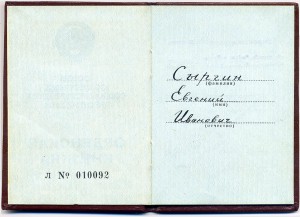 Л № 010092
Сыргин
(фамилия)
Евгений
(имя)
Иванович
(отчество)